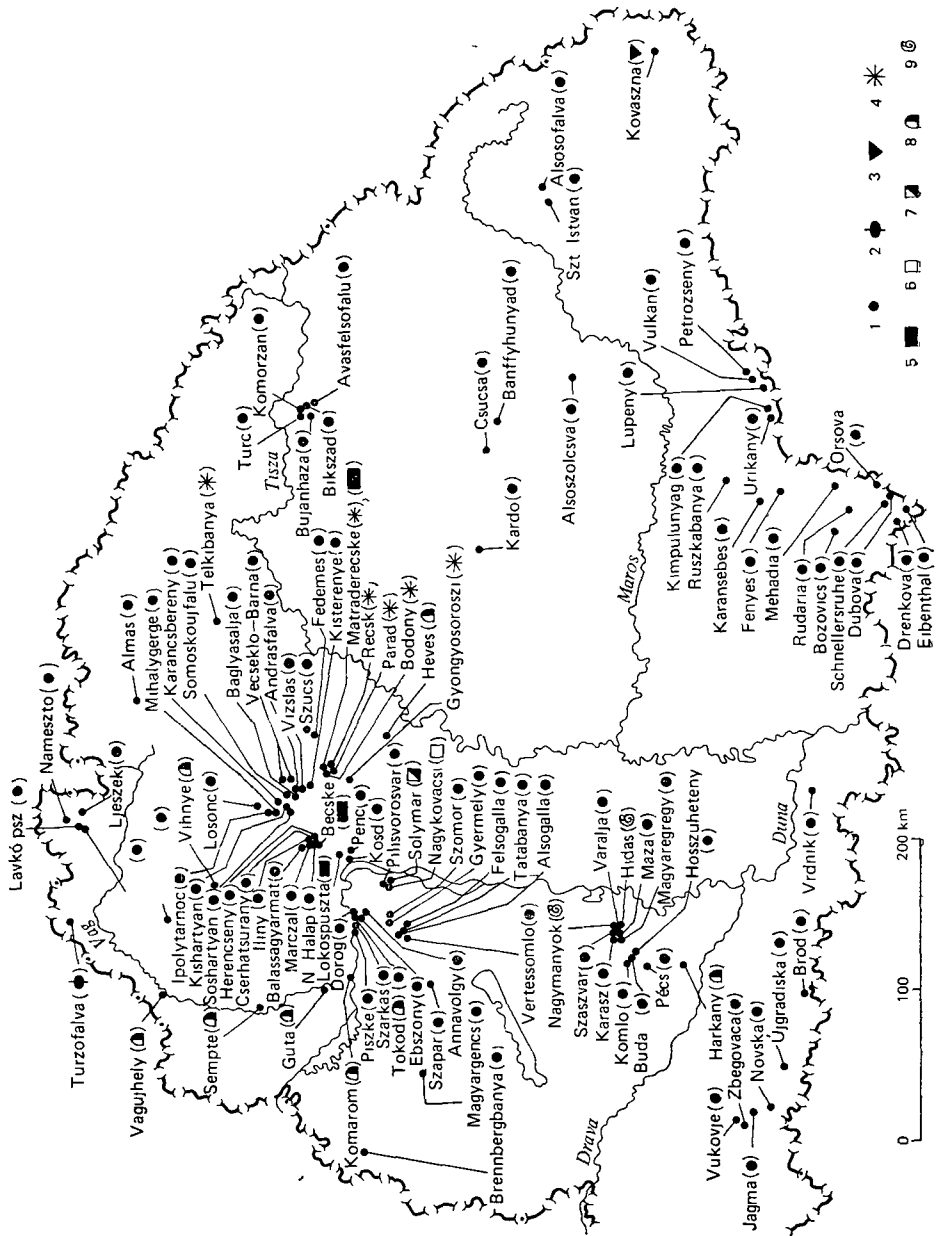 Lavkó psz
Namesztó
Turzofalva
Ljeszek
Vág
Vagujhely
Vihnye
Losonc
Almas
Mihalygerge
Karancsbereny
Somoskoujfalu
Telkibanya
Baglyasalja
Vecseklo-Barna
Andrasfalva
Vizslas
Szucs
Fedemes
Kisterenye
Matraderecske
Recsk
Parad
Bodony
Heves
Gyongyosoroszi
Sempte
Ipolytarnoc
Kishartyan
Soshartyan
Herencseny
Cserhatsurany
Iliny
Balassagyarmat
Marczal
N. Halap
Lokospuszta
Dorog
Becske
Penc
Kosd
Pilisvorosvar
Solymar
Nagykovacsi
Szomor
Gyermely
Felsogalla
Tatabanya
Alsogalla
Guta
Komarom
Piszke
Szarkas
Tokod
Ebszony
Szapar
Annavolgy
Magyargencs
Brennbergbanya
Vertessomlo
Nagymanyok
Szaszvar
Karasz
Komlo
Buda
Pécs
Harkany
Varalja
Hidas
Maza
Magyaregregy
Hosszuheteny
Drava
Duna
Vukovje
Zbegovaca
Novska
Jagma
Ujgradiska
Brod
Vrdnik
Turc
Komorzan
Tisza
Avasfelsofalu
Bujanhaza
Bikszad
Csucsa
Banffyhunyad
Kardo
Alsoszolcsva
Maros
Szt Istvan
Alsosofalva
Kovaszna
Lupeny
Vulkan
Petrozseny
Kimpulunyag
Ruszkabanya
Urikany
Karansebes
Fenyes
Mehadia
Orsova
Rudaria
Bozovics
Schnellersruhe
Dubova
Drenkova
Eibenthal
1 2 3 4
5 6 7 8 9
0 100 200 km